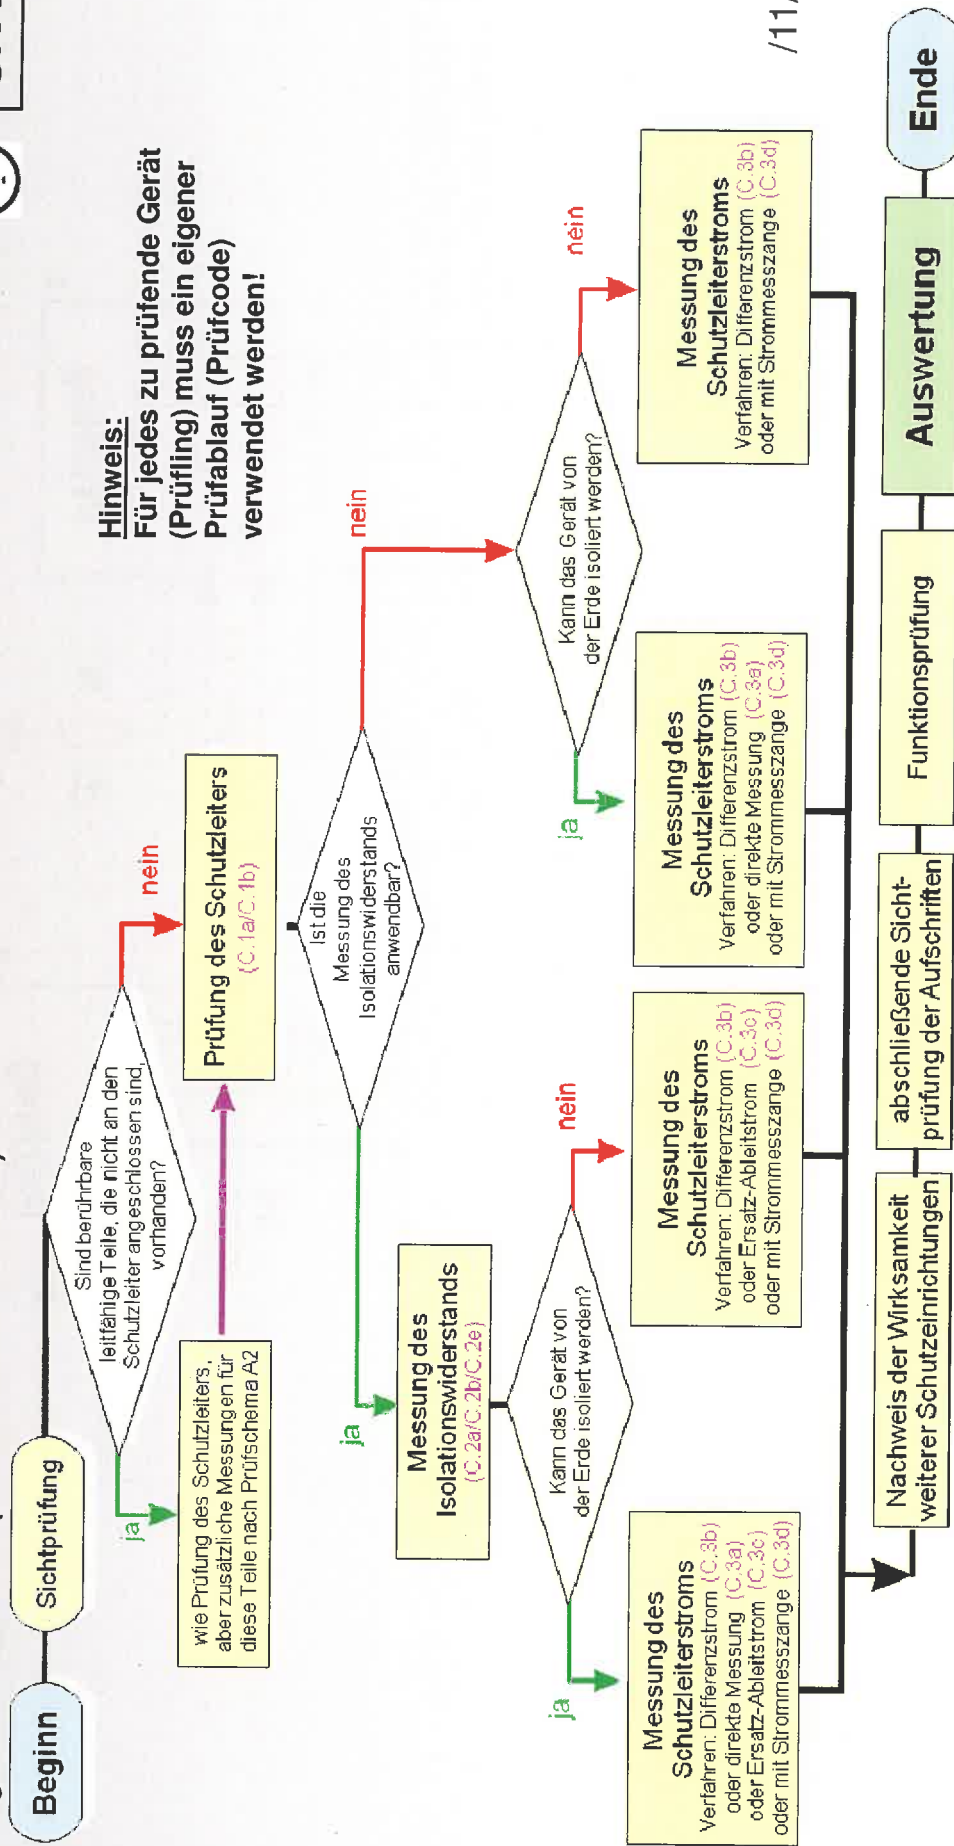 Beginn
Sichtprüfung
Sind berührbare
leitfähige Teile, die nicht an den
Schutzleiter angeschlossen sind,
vorhanden?
ja
nein
wie Prüfung des Schutzleiters,
aber zusätzliche Messungen für
diese Teile nach Prüfschema A2
Prüfung des Schutzleiters
(C.1a/C.1b)
Hinweis:
Für jedes zu prüfende Gerät
(Prüfling) muss ein eigener
Prüfablauf (Prüfcode)
verwendet werden!
Ist die
Messung des
Isolationswiderstands
anwendbar?
ja
nein
Messung des
Isolationswiderstands
(C.2a/C.2b/C.2e)
Kann das Gerät von
der Erde isoliert werden?
ja
nein
Kann das Gerät von
der Erde isoliert werden?
ja
nein
Messung des
Schutzleiterstroms
Verfahren: Differenzstrom (C.3b)
oder direkte Messung (C.3a)
oder Ersatz-Ableitstrom (C.3c)
oder mit Strommesszange (C.3d)
Messung des
Schutzleiterstroms
Verfahren: Differenzstrom (C.3b)
oder Ersatz-Ableitstrom (C.3c)
oder mit Strommesszange (C.3d)
Messung des
Schutzleiterstroms
Verfahren: Differenzstrom (C.3b)
oder direkte Messung (C.3a)
oder mit Strommesszange (C.3d)
Messung des
Schutzleiterstroms
Verfahren: Differenzstrom (C.3b)
oder mit Strommesszange (C.3d)
/11/
Nachweis der Wirksamkeit
weiterer Schutzeinrichtungen
abschließende Sicht-
prüfung der Aufschriften
Funktionsprüfung
Auswertung
Ende